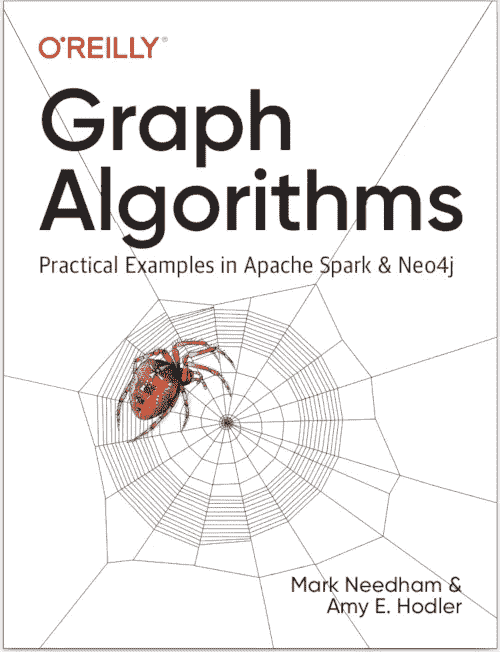 O'REILLY®
Graph
Algorithms
Practical Examples in Apache Spark & Neo4j
Mark Needham &
Amy E. Hodler